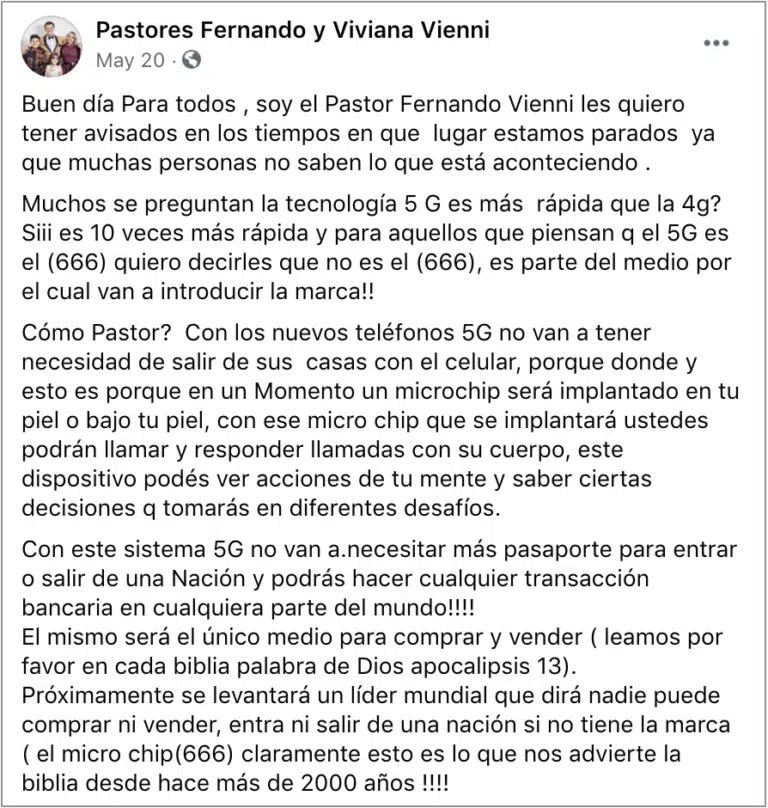 Pastores Fernando y Viviana Vienni
May 20 ·
Buen día Para todos , soy el Pastor Fernando Vienni les quiero
tener avisados en los tiempos en que  lugar estamos parados  ya
que muchas personas no saben lo que está aconteciendo .
Muchos se preguntan la tecnología 5 G es más  rápida que la 4g?
Siii es 10 veces más rápida y para aquellos que piensan q el 5G es
el (666) quiero decirles que no es el (666), es parte del medio por
el cual van a introducir la marca!!
Cómo Pastor?  Con los nuevos teléfonos 5G no van a tener
necesidad de salir de sus  casas con el celular, porque donde y
esto es porque en un Momento un microchip será implantado en tu
piel o bajo tu piel, con ese micro chip que se implantará ustedes
podrán llamar y responder llamadas con su cuerpo, este
dispositivo podés ver acciones de tu mente y saber ciertas
decisiones q tomarás en diferentes desafíos.
Con este sistema 5G no van a.necesitar más pasaporte para entrar
o salir de una Nación y podrás hacer cualquier transacción
bancaria en cualquiera parte del mundo!!!!
El mismo será el único medio para comprar y vender ( leamos por
favor en cada biblia palabra de Dios apocalipsis 13).
Próximamente se levantará un líder mundial que dirá nadie puede
comprar ni vender, entra ni salir de una nación si no tiene la marca
( el micro chip(666) claramente esto es lo que nos advierte la
biblia desde hace más de 2000 años !!!!